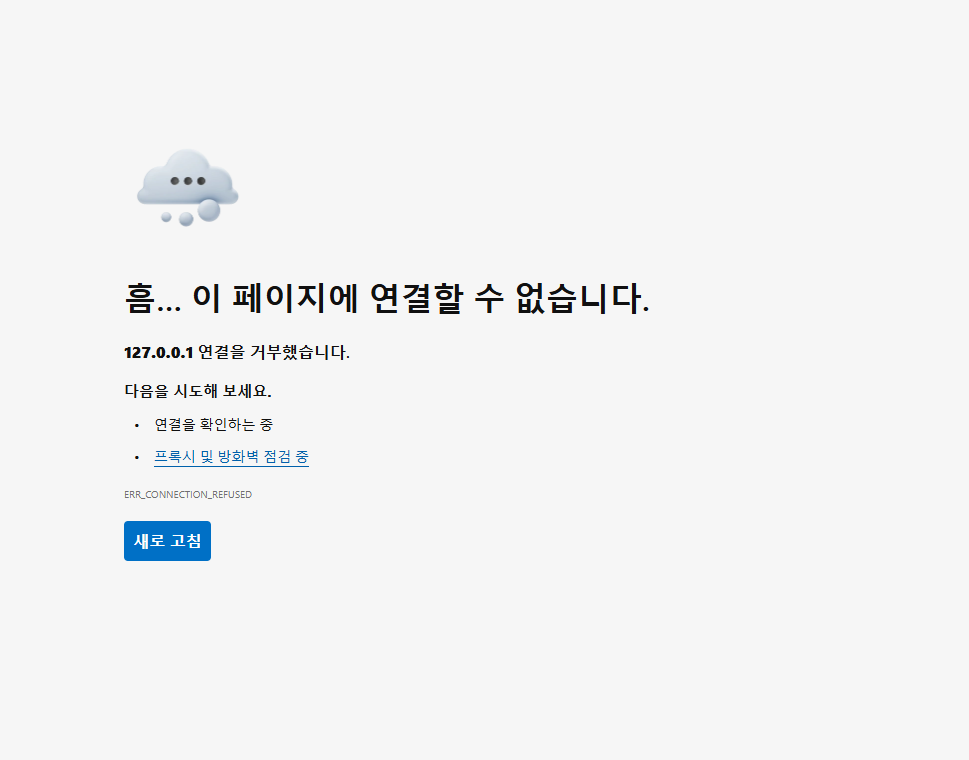 흠... 이 페이지에 연결할 수 없습니다.
127.0.0.1 연결을 거부했습니다.
다음을 시도해 보세요.
• 연결을 확인하는 중
• 프록시 및 방화벽 점검 중
ERR_CONNECTION_REFUSED
새로 고침